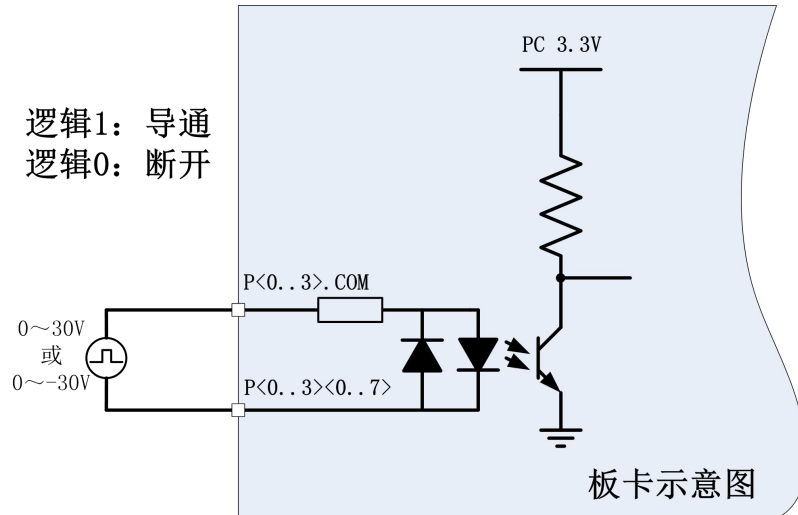 PC 3.3V
逻辑1：导通
逻辑0：断开
P<0..3>.COM
0～30V
或
0～-30V
P<0..3><0..7>
板卡示意图